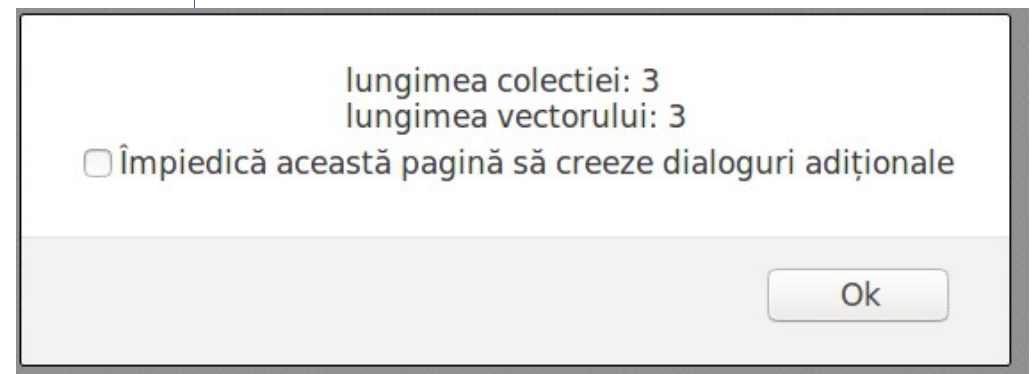 lungimea colectiei: 3
lungimea vectorului: 3
Împiedică această pagină să creeze dialoguri adiționale
Ok